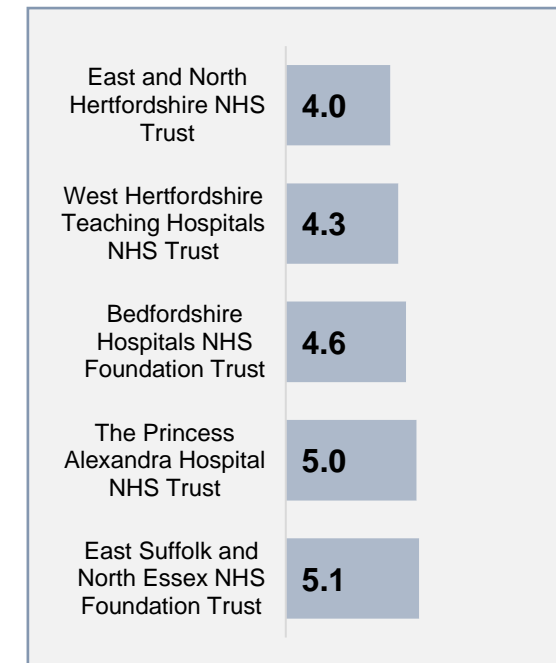 East and North
Hertfordshire NHS
Trust
4.0
West Hertfordshire
Teaching Hospitals
NHS Trust
4.3
Bedfordshire
Hospitals NHS
Foundation Trust
4.6
The Princess
Alexandra Hospital
NHS Trust
5.0
East Suffolk and
North Essex NHS
Foundation Trust
5.1